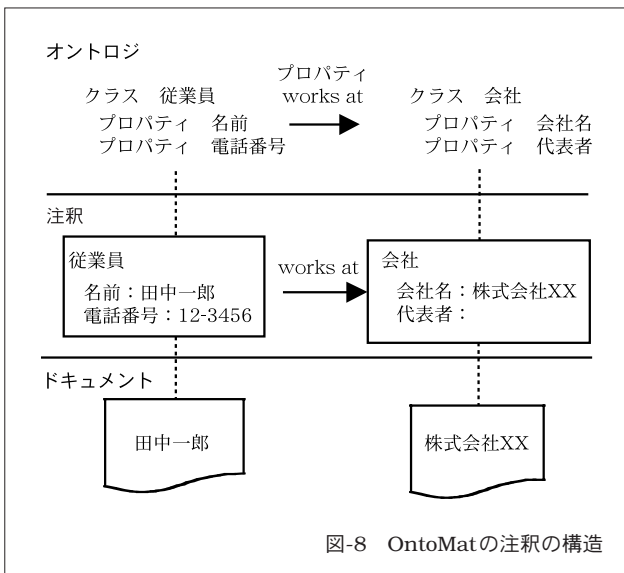 オントロジ
プロパティ
クラス 従業員 works at クラス 会社
プロパティ 名前 プロパティ 会社名
プロパティ 電話番号 プロパティ 代表者
注釈
従業員 works at 会社
名前:田中一郎 会社名:株式会社XX
電話番号:12-3456 代表者:
ドキュメント
田中一郎 株式会社XX
図-8 OntoMatの注釈の構造